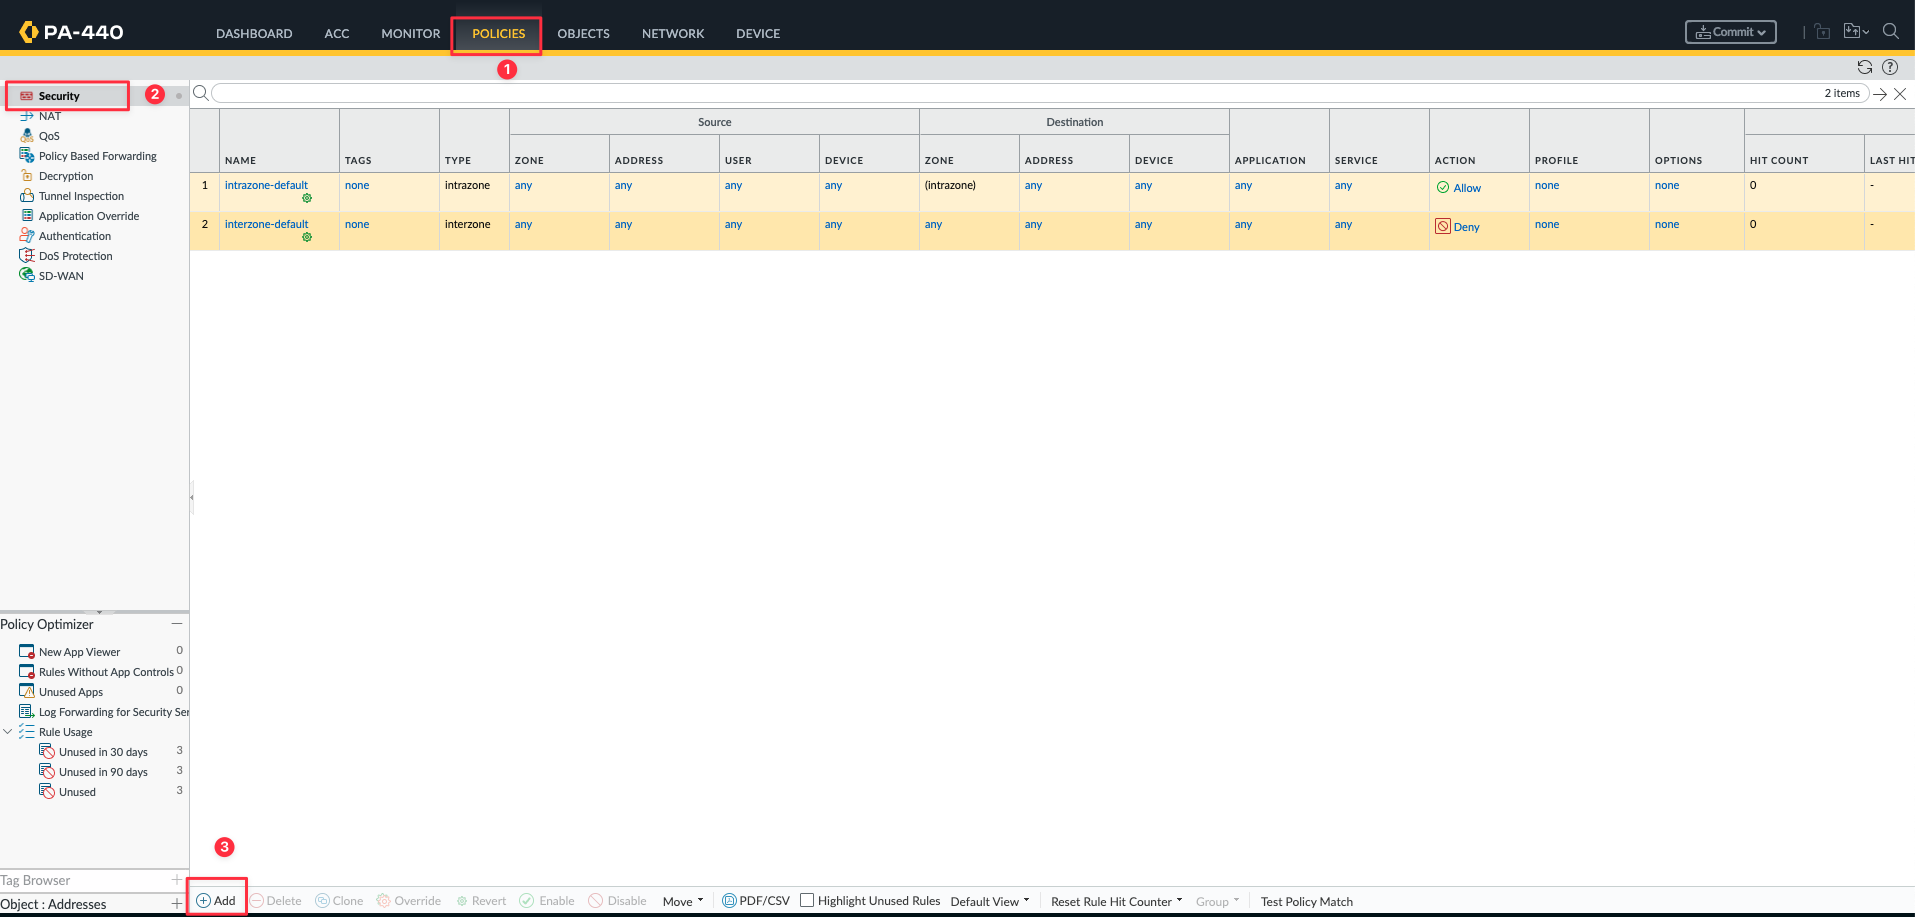 PA-440
DASHBOARD ACC MONITOR POLICIES OBJECTS NETWORK DEVICE Commit
1
Security 2
NAT
QoS
Policy Based Forwarding
Decryption
Tunnel Inspection
Application Override
Authentication
DoS Protection
SD-WAN
2 items
Source Destination
NAME TAGS TYPE ZONE ADDRESS USER DEVICE ZONE ADDRESS DEVICE APPLICATION SERVICE ACTION PROFILE OPTIONS HIT COUNT LAST HIT
1 intrazone-default none intrazone any any any any (intrazone) any any any any Allow none none 0 -
2 interzone-default none interzone any any any any any any any any any Deny none none 0 -
Policy Optimizer
New App Viewer 0
Rules Without App Controls 0
Unused Apps 0
Log Forwarding for Security Ser
Rule Usage
Unused in 30 days 3
Unused in 90 days 3
Unused 3
3
Tag Browser
Object : Addresses
Add Delete Clone Override Revert Enable Disable Move PDF/CSV Highlight Unused Rules Default View Reset Rule Hit Counter Group Test Policy Match